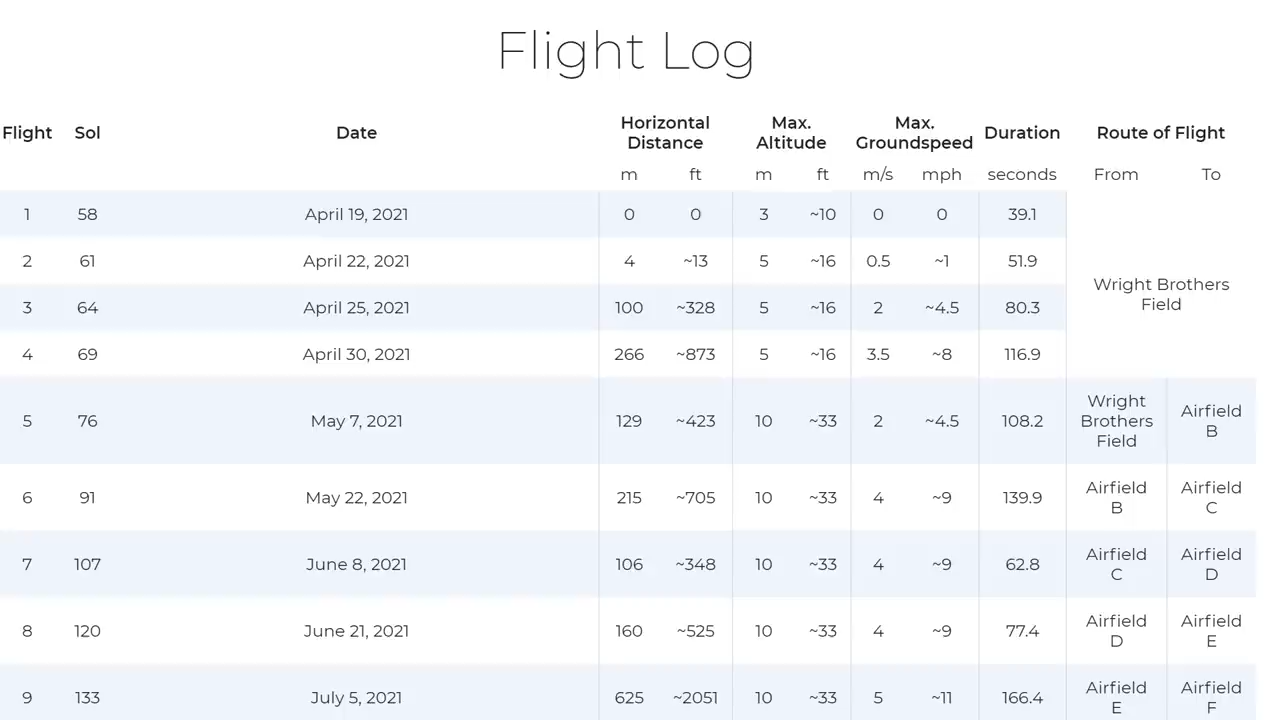 Flight Log
Flight Sol Date Horizontal Distance Max. Altitude Max. Groundspeed Duration Route of Flight
m ft m ft m/s mph seconds From To
1 58 April 19, 2021 0 0 3 ~10 0 0 39.1
2 61 April 22, 2021 4 ~13 5 ~16 0.5 ~1 51.9
Wright Brothers
Field
3 64 April 25, 2021 100 ~328 5 ~16 2 ~4.5 80.3
4 69 April 30, 2021 266 ~873 5 ~16 3.5 ~8 116.9
5 76 May 7, 2021 129 ~423 10 ~33 2 ~4.5 108.2 Wright Brothers Field Airfield B
6 91 May 22, 2021 215 ~705 10 ~33 4 ~9 139.9 Airfield B Airfield C
7 107 June 8, 2021 106 ~348 10 ~33 4 ~9 62.8 Airfield C Airfield D
8 120 June 21, 2021 160 ~525 10 ~33 4 ~9 77.4 Airfield D Airfield E
9 133 July 5, 2021 625 ~2051 10 ~33 5 ~11 166.4 Airfield E Airfield F